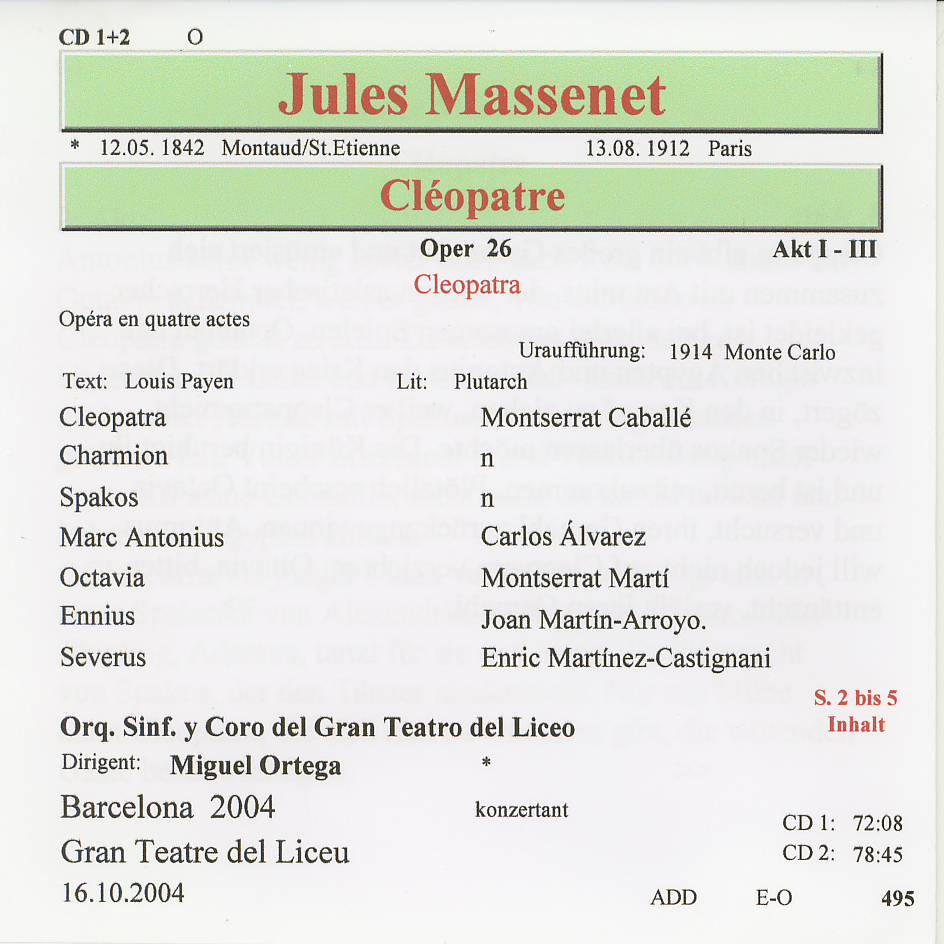 CD 1+2 O
Jules Massenet
* 12.05. 1842 Montaud/St.Etienne 13.08. 1912 Paris
Cléopatre
Oper 26 Akt I - III
Cleopatra
Opéra en quatre actes
Uraufführung: 1914 Monte Carlo
Text: Louis Payen Lit: Plutarch
Cleopatra Montserrat Caballé
Charmion n
Spakos n
Marc Antonius Carlos Álvarez
Octavia Montserrat Martí
Ennius Joan Martín-Arroyo.
Severus Enric Martínez-Castignani
S. 2 bis 5
Inhalt
Orq. Sinf. y Coro del Gran Teatro del Liceo
Dirigent: Miguel Ortega *
Barcelona 2004 konzertant
CD 1: 72:08
Gran Teatre del Liceu
CD 2: 78:45
16.10.2004
ADD E-O 495